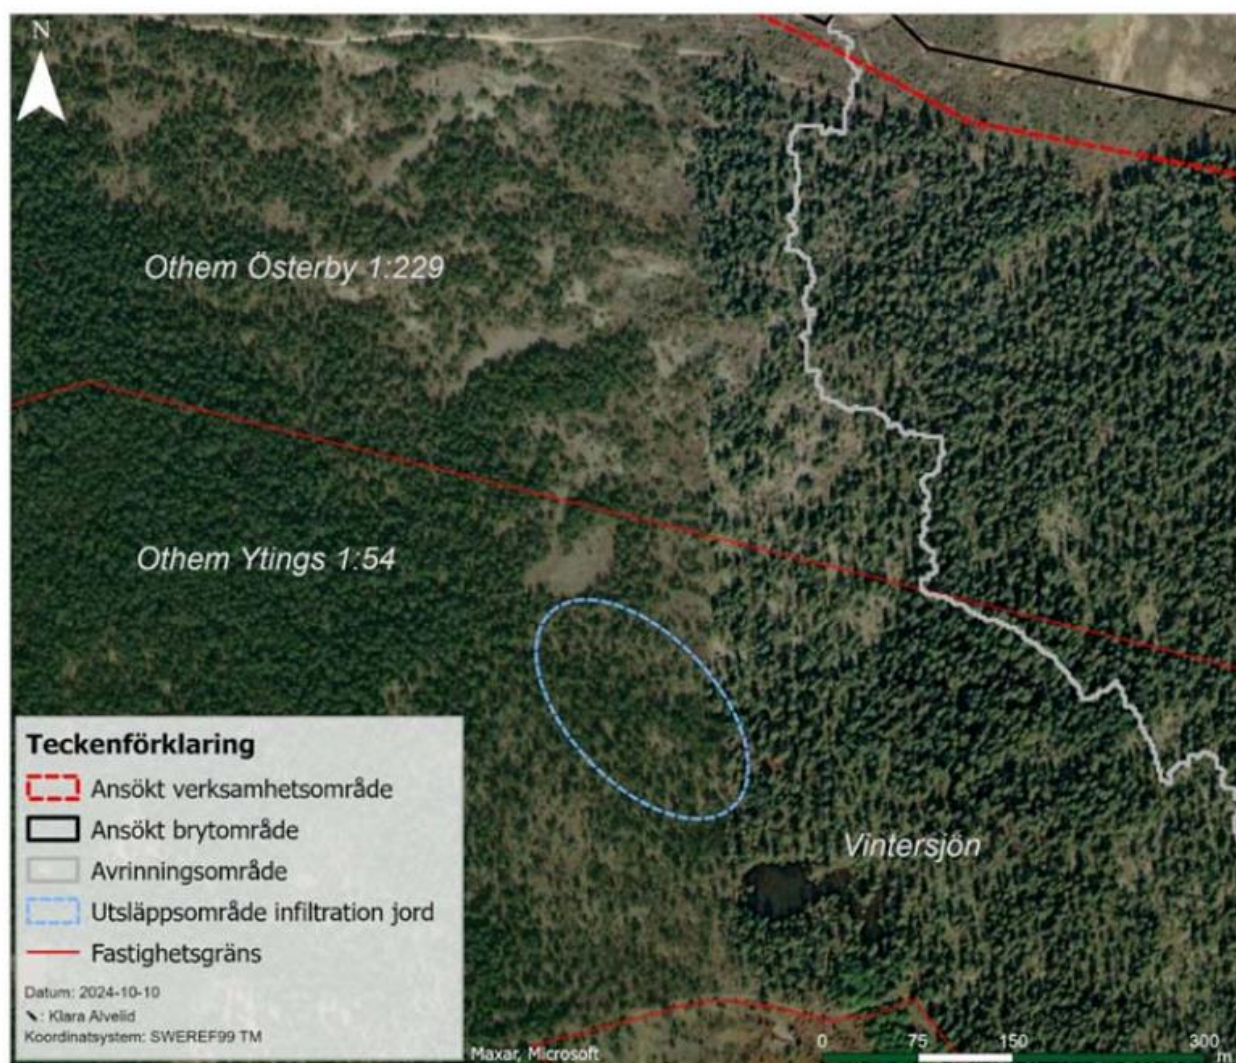 N
Othem Österby 1:229
Othem Ytings 1:54
Vintersjön
Teckenförklaring
Ansökt verksamhetsområde
Ansökt brytområde
Avrinningsområde
Utsläppsområde infiltration jord
Fastighetsgräns
Datum: 2024-10-10
: Klara Alvelid
Koordinatsystem: SWEREF99 TM
Maxar, Microsoft
0 75 150 300
m